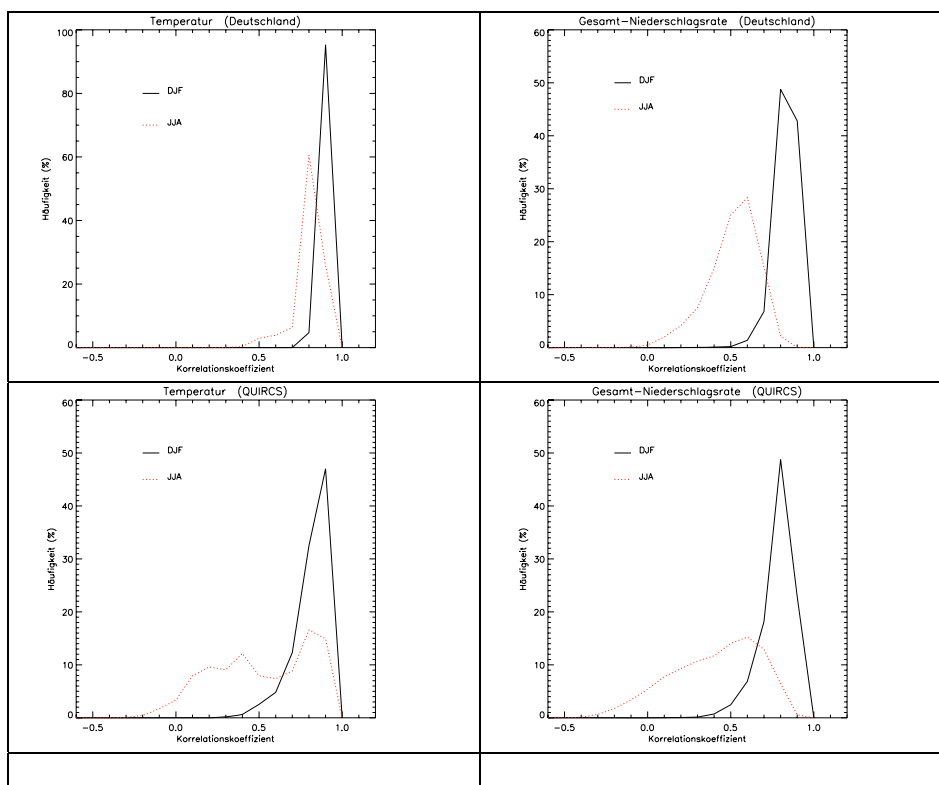 Temperatur (Deutschland)
100
80
60
40
20
0
Häufigkeit (%)
DJF
JJA
-0.5 0.0 0.5 1.0
Korrelationskoeffizient
Gesamt-Niederschlagsrate (Deutschland)
60
50
40
30
20
10
0
Häufigkeit (%)
DJF
JJA
-0.5 0.0 0.5 1.0
Korrelationskoeffizient
Temperatur (QUIRCS)
60
50
40
30
20
10
0
Häufigkeit (%)
DJF
JJA
-0.5 0.0 0.5 1.0
Korrelationskoeffizient
Gesamt-Niederschlagsrate (QUIRCS)
60
50
40
30
20
10
0
Häufigkeit (%)
DJF
JJA
-0.5 0.0 0.5 1.0
Korrelationskoeffizient